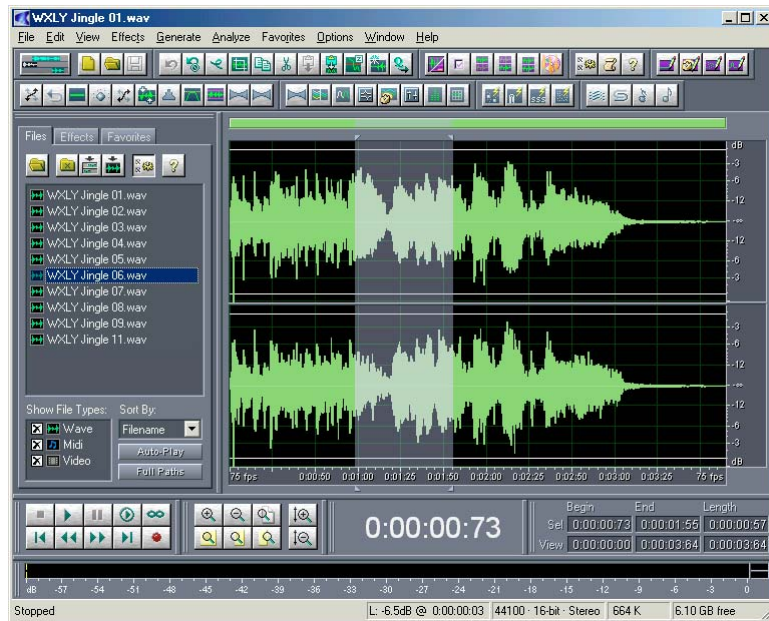 WXLY Jingle 01.wav
File Edit View Effects Generate Analyze Favorites Options Window Help
Files Effects Favorites
WXLY Jingle 01.wav
WXLY Jingle 02.wav
WXLY Jingle 03.wav
WXLY Jingle 04.wav
WXLY Jingle 05.wav
WXLY Jingle 06.wav
WXLY Jingle 07.wav
WXLY Jingle 08.wav
WXLY Jingle 09.wav
WXLY Jingle 11.wav
Show File Types: Sort By:
Wave Filename
Midi Auto-Play
Video Full Paths
dB
-3
-6
-12
-∞
-12
-6
-3
-3
-6
-12
-∞
-12
-6
-3
dB
75 fps 0:00:50 0:01:00 0:01:25 0:01:50 0:02:00 0:02:25 0:02:50 0:03:00 0:03:25 75 fps
0:00:00:73
Begin End Length
Sel 0:00:00:73 0:00:01:55 0:00:00:57
View 0:00:00:00 0:00:03:64 0:00:03:64
dB -57 -54 -51 -48 -45 -42 -39 -36 -33 -30 -27 -24 -21 -18 -15 -12 -9 -6 -3 0
Stopped L: -6.5dB @ 0:00:00:03 44100 · 16-bit · Stereo 664 K 6.10 GB free